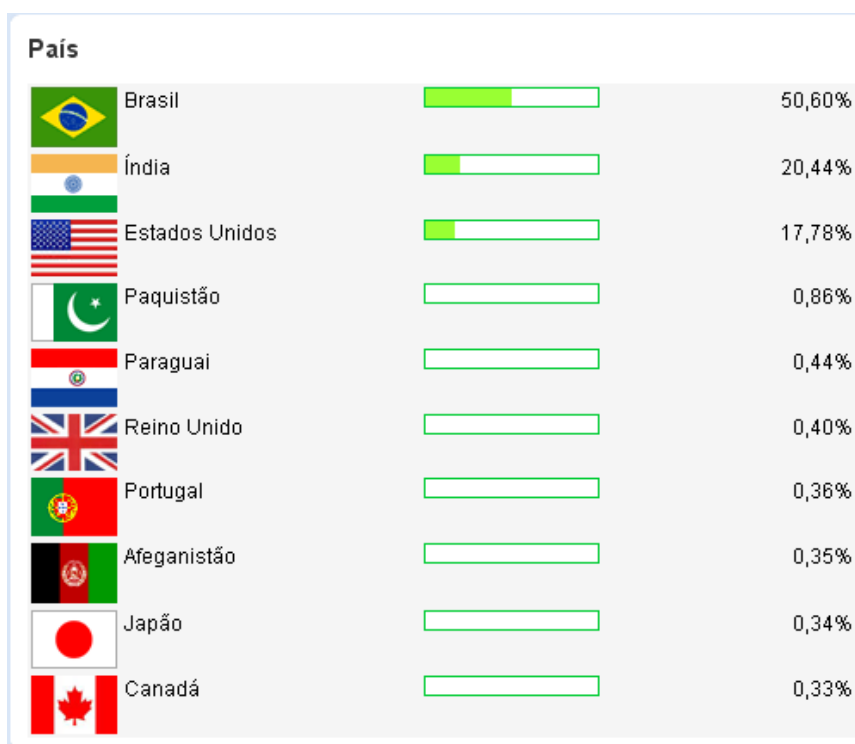 País
Brasil 50,60%
Índia 20,44%
Estados Unidos 17,78%
Paquistão 0,86%
Paraguai 0,44%
Reino Unido 0,40%
Portugal 0,36%
Afeganistão 0,35%
Japão 0,34%
Canadá 0,33%